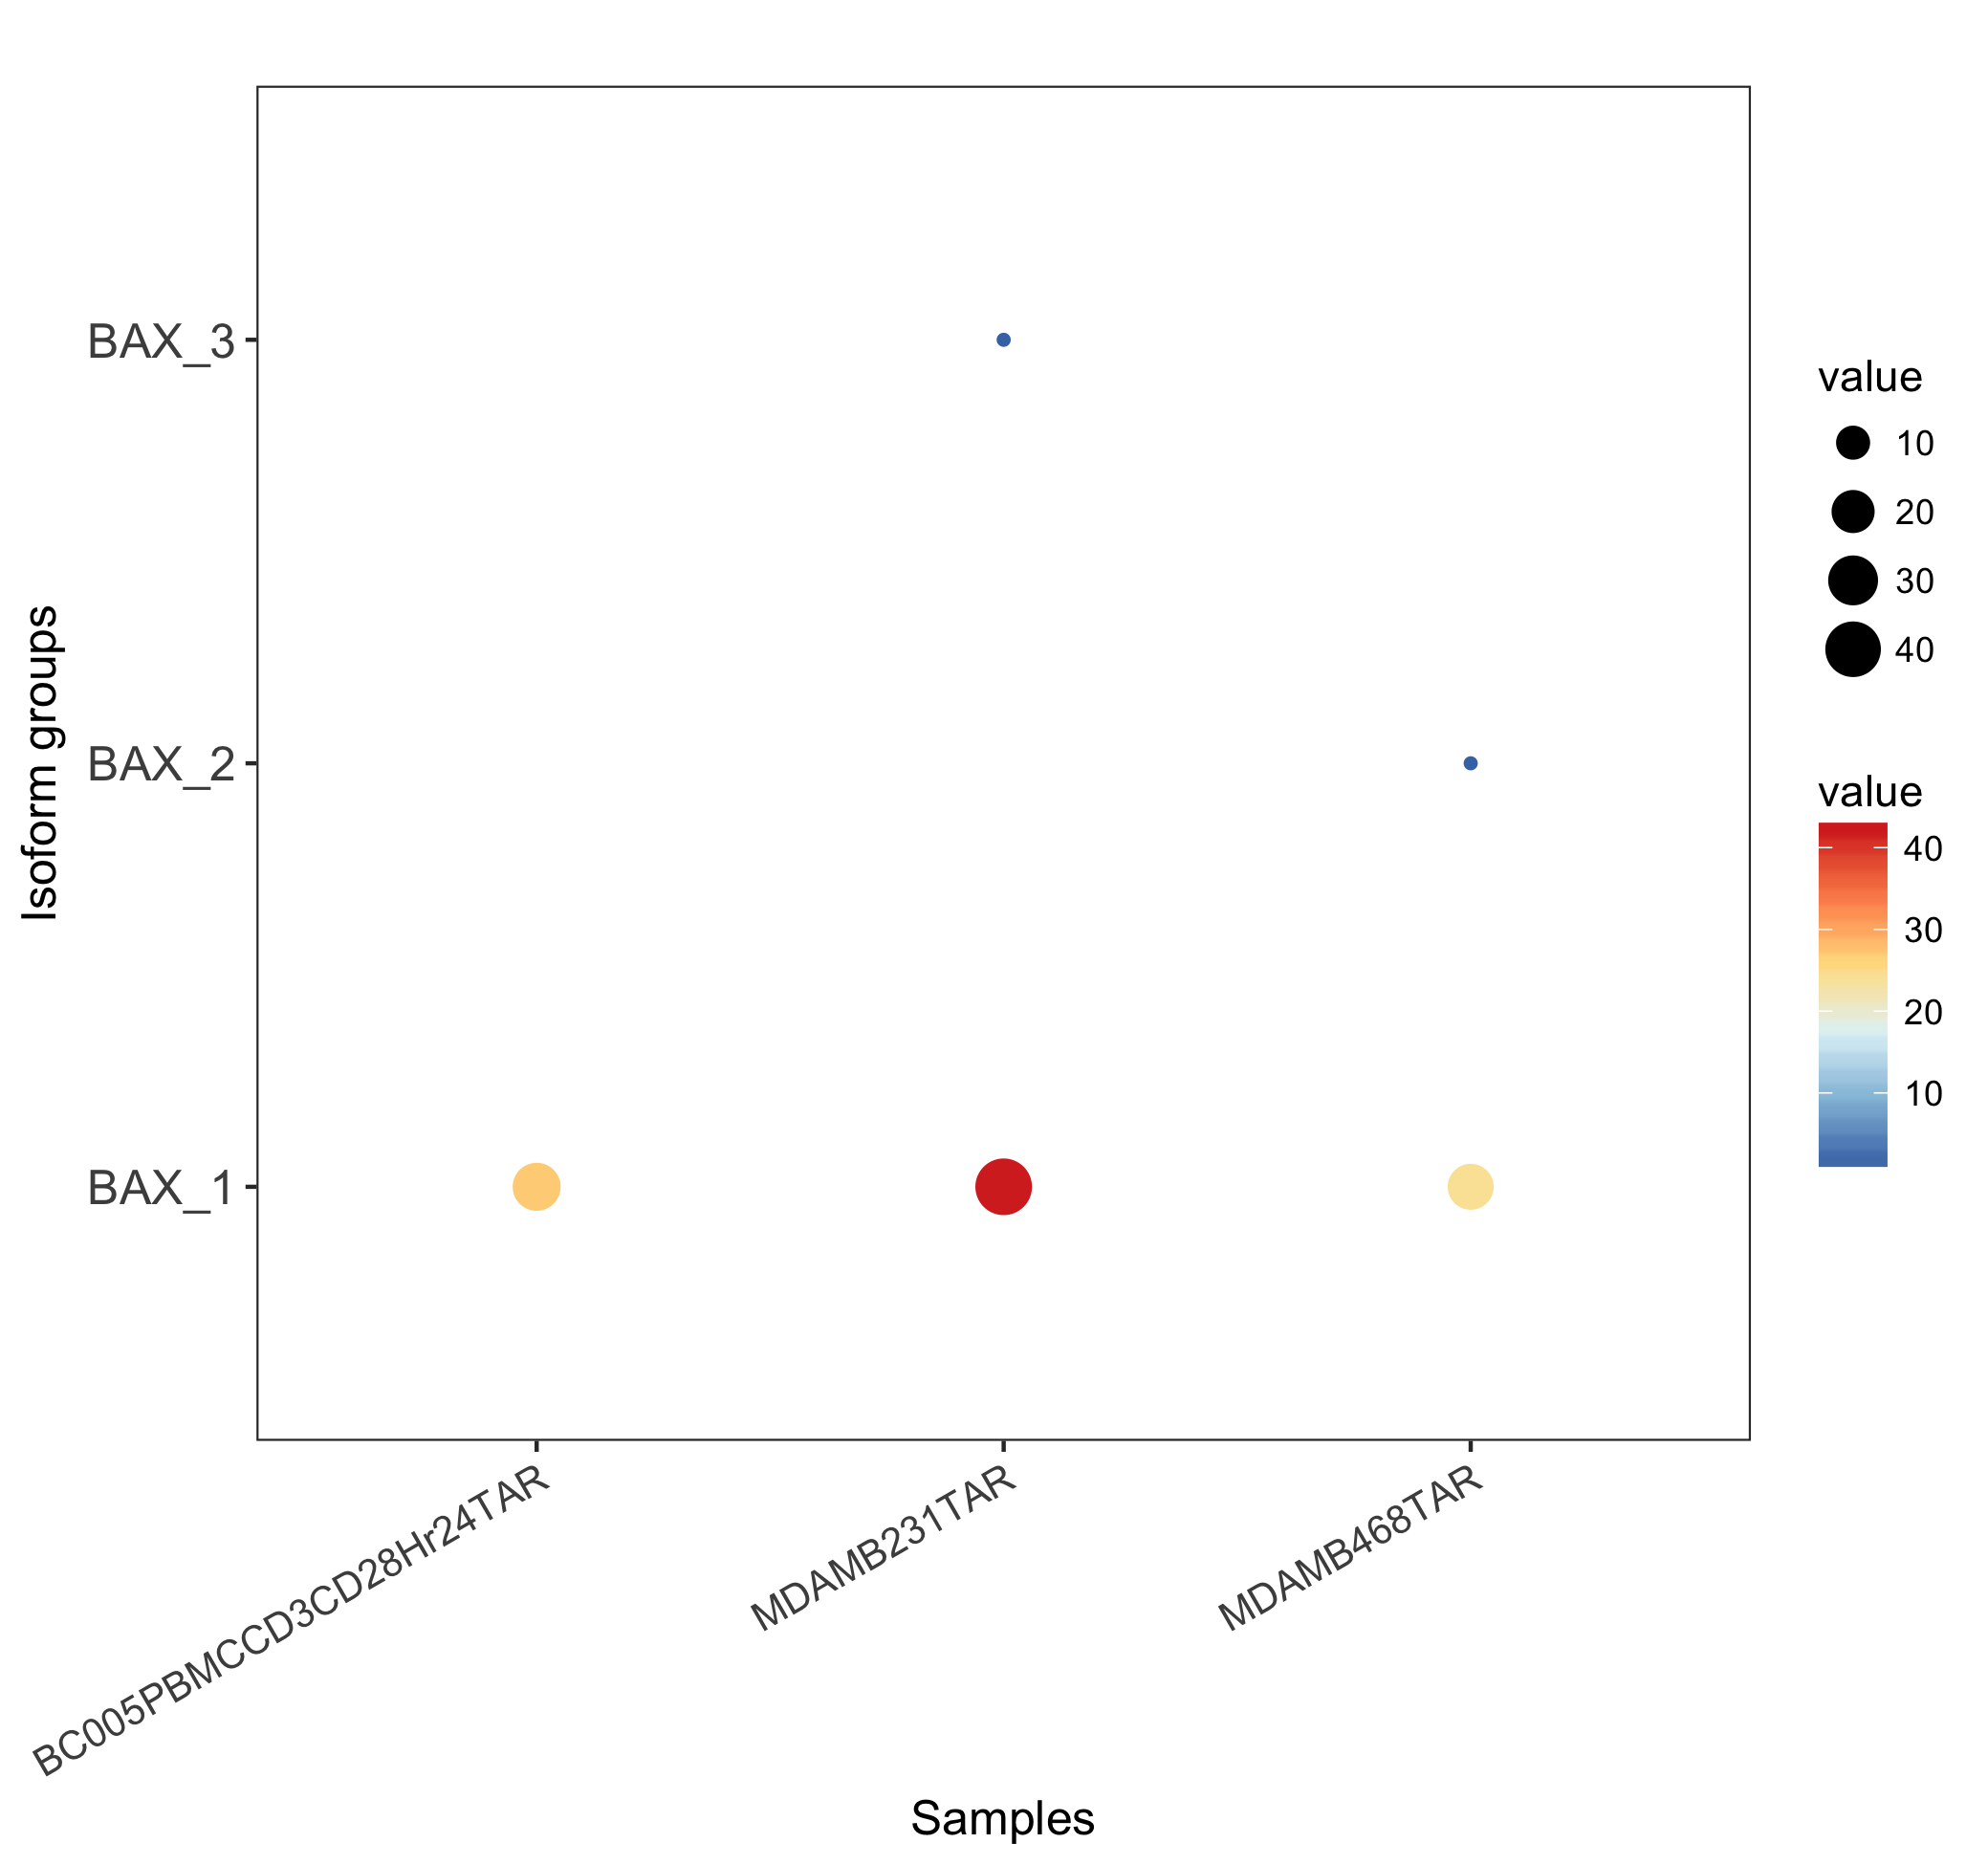 BAX_3
BAX_2
BAX_1
Isoform groups
BC005PBMCCD3CD28Hr24TAR
MDAMB231TAR
MDAMB468TAR
Samples
value
10
20
30
40
value
40
30
20
10